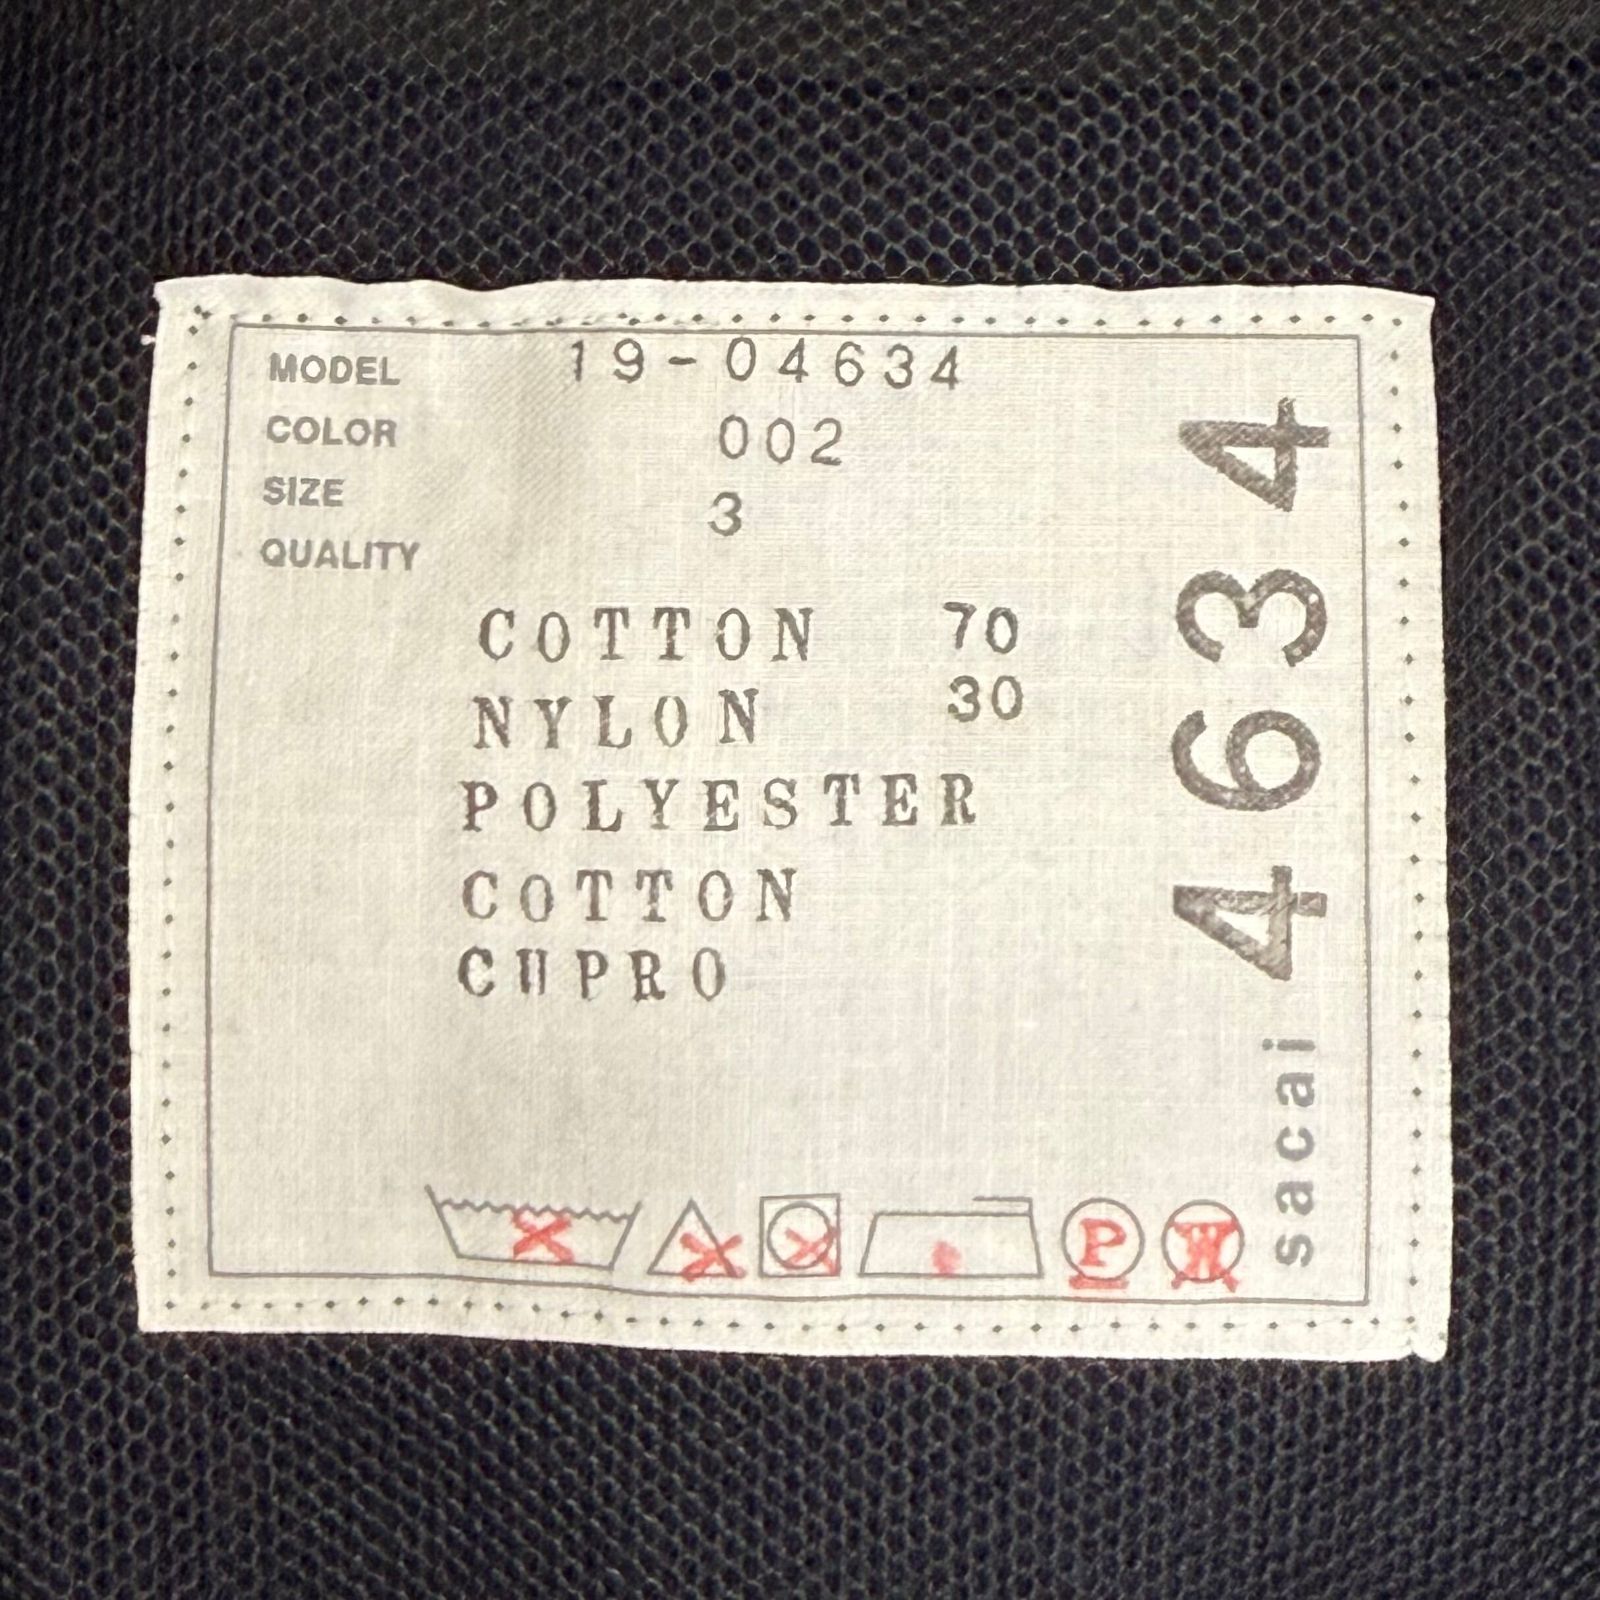 MODEL 19-04634
COLOR 002
SIZE 3
QUALITY
COTTON 70
NYLON 30
POLYESTER
COTTON
CUPRO
P
W
sacai 4634